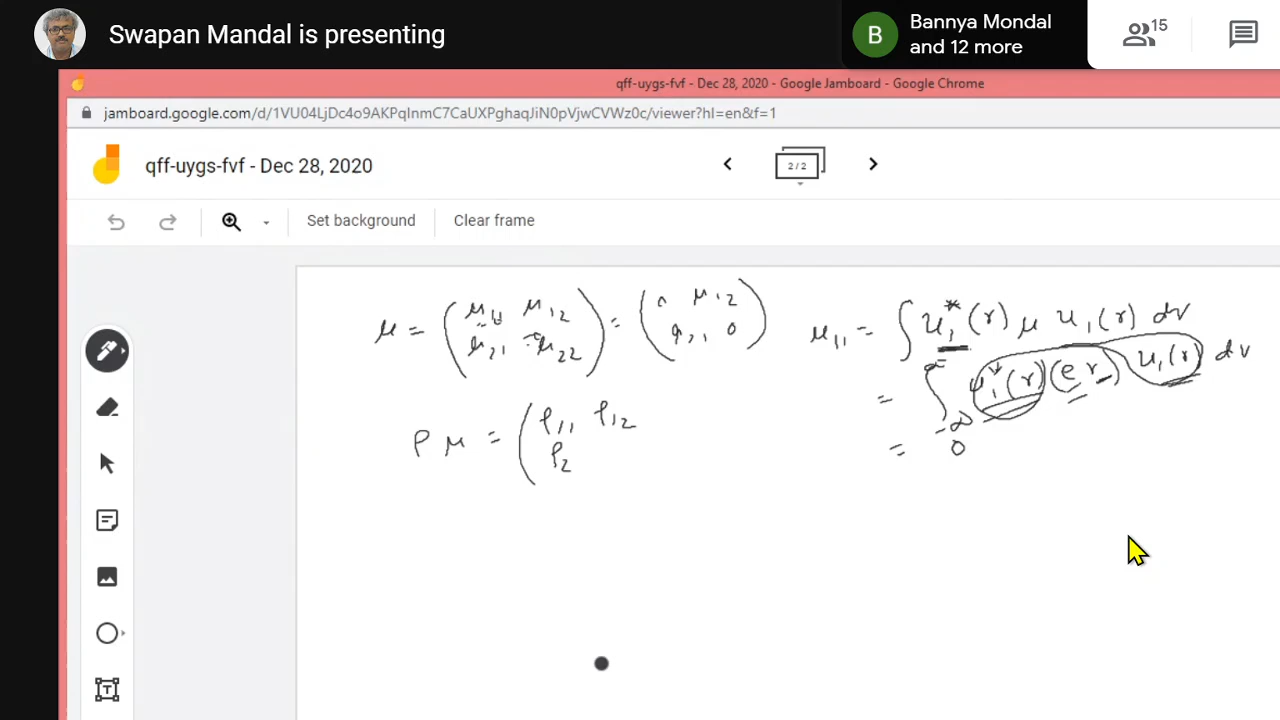 Swapan Mandal is presenting
B
Bannya Mondal
and 12 more
15
qff-uygs-fvf - Dec 28, 2020 - Google Jamboard - Google Chrome
jamboard.google.com/d/1VU04LjDc4o9AKPqInmC7CaUXPghaqJiN0pVjwCVWz0c/viewer?hl=en&f=1
qff-uygs-fvf - Dec 28, 2020
2 / 2
Set background
Clear frame
μ = (μ11 μ12 μ21 μ22) = (0 μ12 μ21 0)
μ11 = ∫ u1*(r) μ u1(r) dv
= ∫ -∞ ∞ u1*(r) (e r) u1(r) dv
= 0
ρ μ = (ρ11 ρ12
ρ2